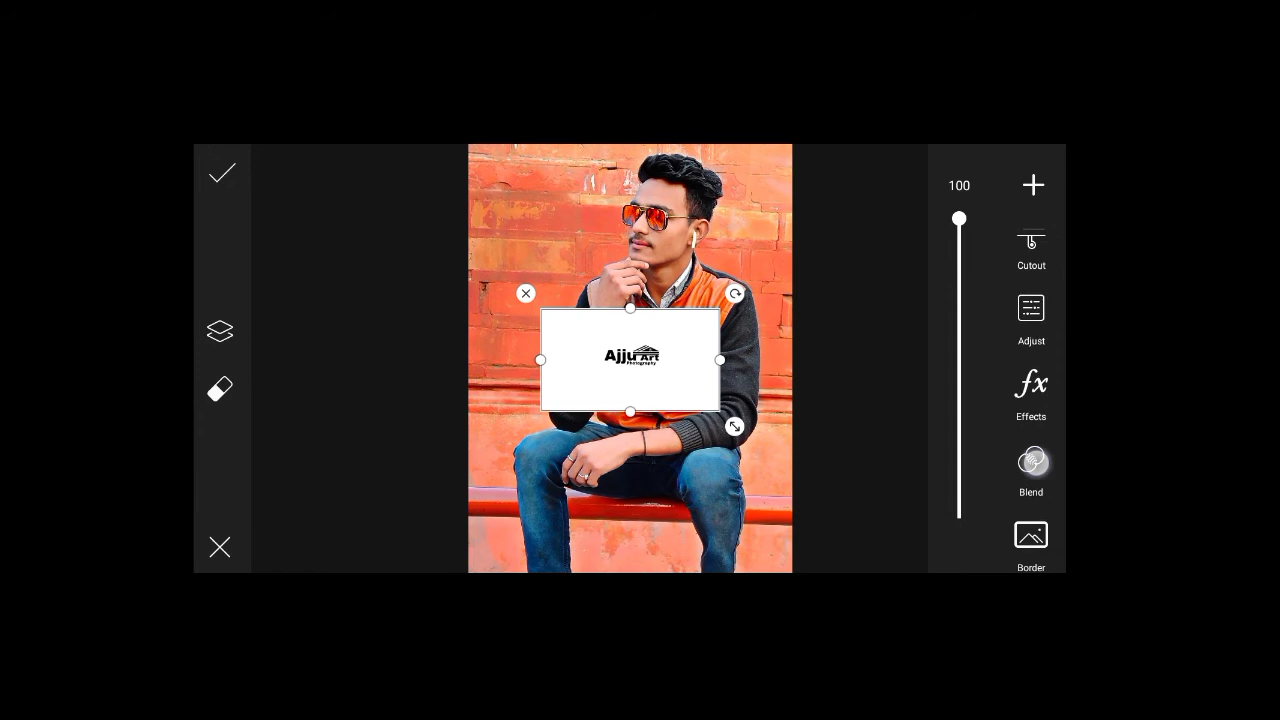 100
Cutout
Adjust
fx
Effects
Blend
Border
Ajju Art
Photography